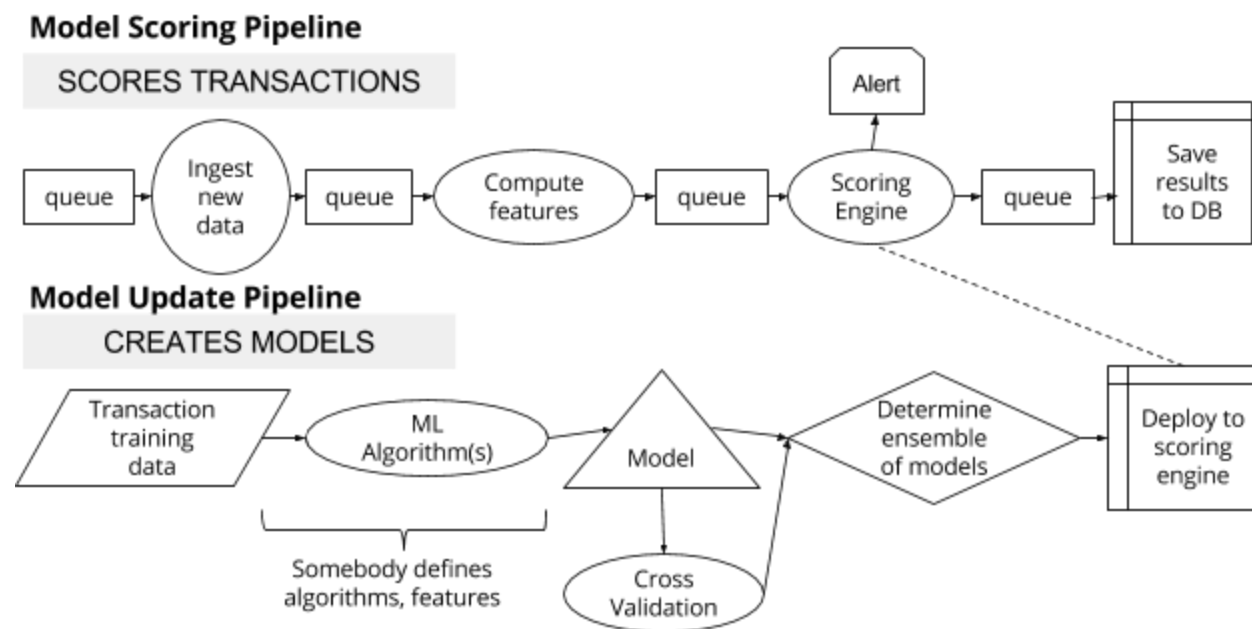 Model Scoring Pipeline
SCORES TRANSACTIONS
Alert
queue
Ingest
new
data
queue
Compute
features
queue
Scoring
Engine
queue
Save
results
to DB
Model Update Pipeline
CREATES MODELS
Transaction
training
data
ML
Algorithm(s)
Model
Determine
ensemble
of models
Deploy to
scoring
engine
Somebody defines
algorithms, features
Cross
Validation